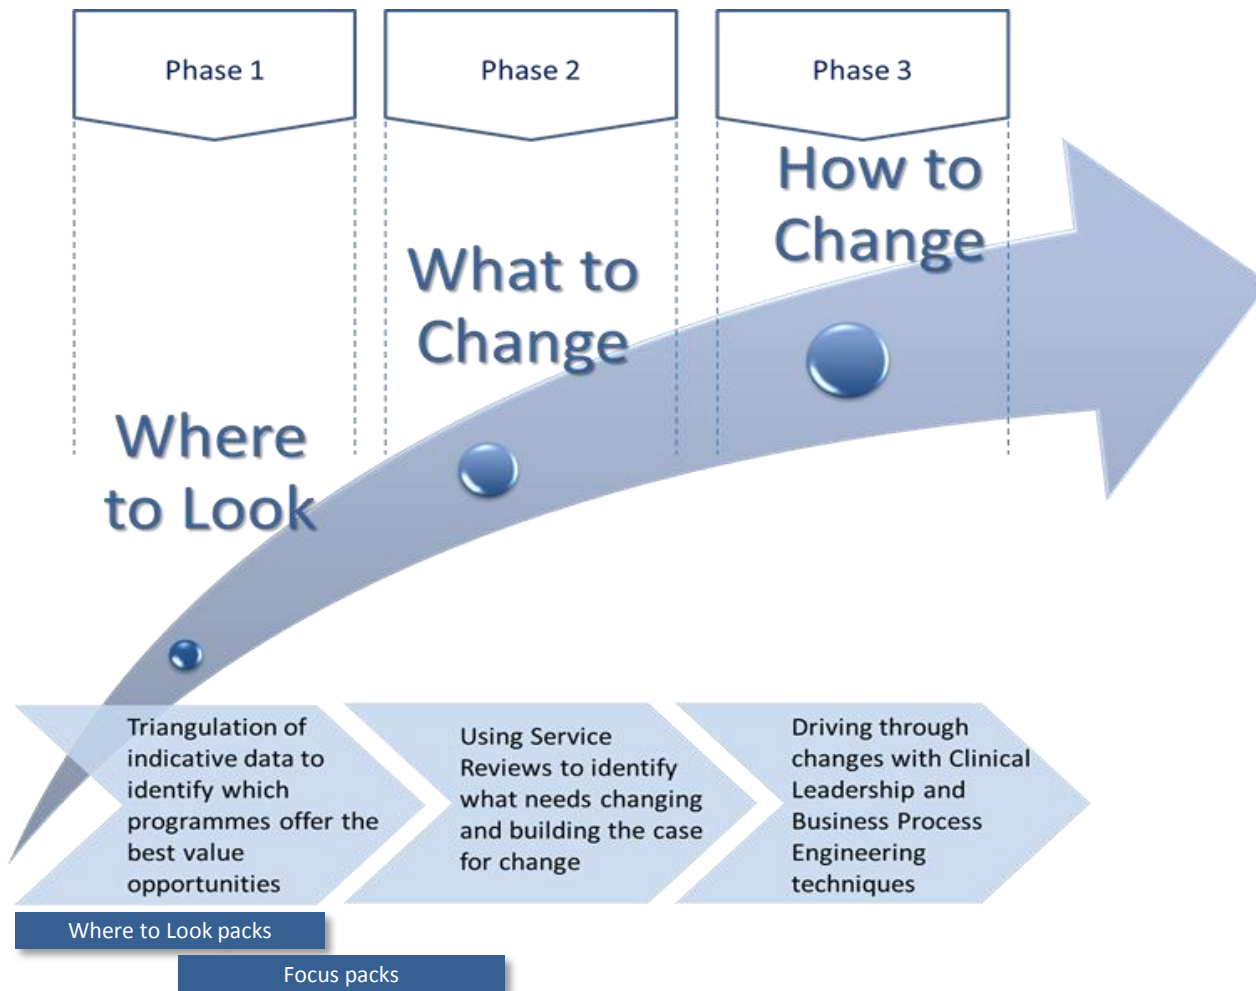 Phase 1
Phase 2
Phase 3
How to
Change
What to
Change
Where
to Look
Triangulation of
indicative data to
identify which
programmes offer the
best value
opportunities
Using Service
Reviews to identify
what needs changing
and building the case
for change
Driving through
changes with Clinical
Leadership and
Business Process
Engineering
techniques
Where to Look packs
Focus packs